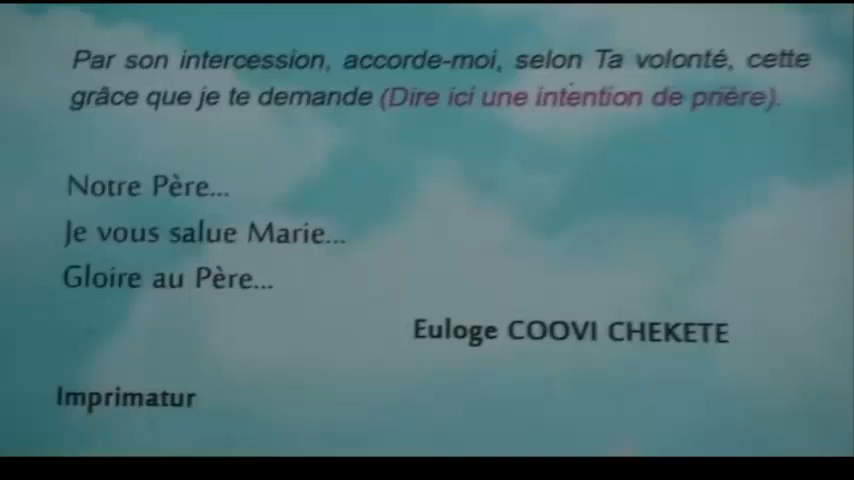 Par son intercession, accorde-moi, selon Ta volonté, cette
grâce que je te demande (Dire ici une intention de prière).
Notre Père...
Je vous salue Marie...
Gloire au Père...
Euloge COOVI CHEKETE
Imprimatur